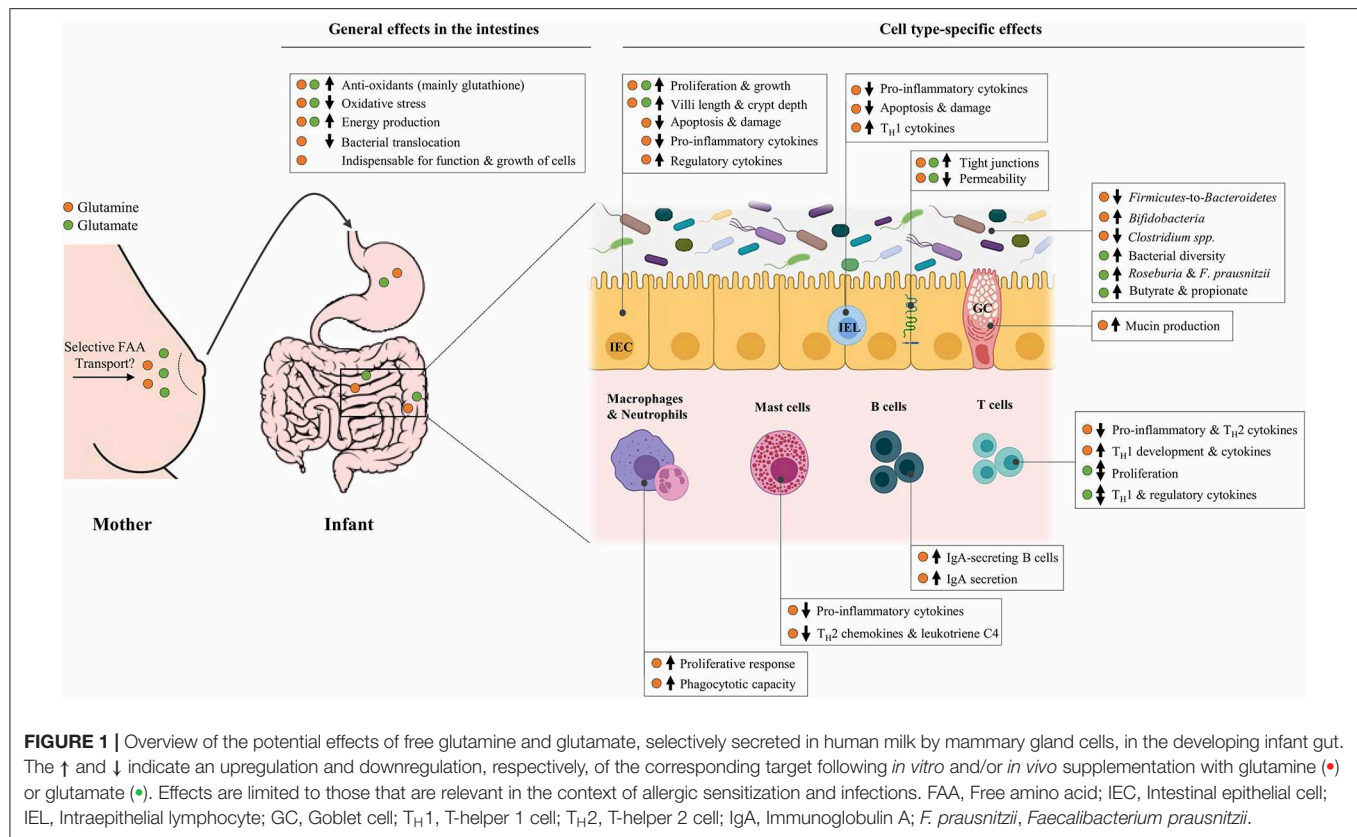 General effects in the intestines
Cell type-specific effects
Anti-oxidants (mainly glutathione)
Oxidative stress
Energy production
Bacterial translocation
Indispensable for function & growth of cells
Proliferation & growth
Villi length & crypt depth
Apoptosis & damage
Pro-inflammatory cytokines
Regulatory cytokines
Pro-inflammatory cytokines
Apoptosis & damage
TH1 cytokines
Tight junctions
Permeability
Firmicutes-to-Bacteroidetes
Bifidobacteria
Clostridium spp.
Bacterial diversity
Roseburia & F. prausnitzii
Butyrate & propionate
Mucin production
Glutamine
Glutamate
Selective FAA
Transport?
Mother
Infant
IEC
IEL
GC
Macrophages
& Neutrophils
Mast cells
B cells
T cells
Pro-inflammatory & TH2 cytokines
TH1 development & cytokines
Proliferation
TH1 & regulatory cytokines
IgA-secreting B cells
IgA secretion
Pro-inflammatory cytokines
TH2 chemokines & leukotriene C4
Proliferative response
Phagocytotic capacity
FIGURE 1 | Overview of the potential effects of free glutamine and glutamate, selectively secreted in human milk by mammary gland cells, in the developing infant gut.
The ↑ and ↓ indicate an upregulation and downregulation, respectively, of the corresponding target following in vitro and/or in vivo supplementation with glutamine (•)
or glutamate (•). Effects are limited to those that are relevant in the context of allergic sensitization and infections. FAA, Free amino acid; IEC, Intestinal epithelial cell;
IEL, Intraepithelial lymphocyte; GC, Goblet cell; TH1, T-helper 1 cell; TH2, T-helper 2 cell; IgA, Immunoglobulin A; F. prausnitzii, Faecalibacterium prausnitzii.